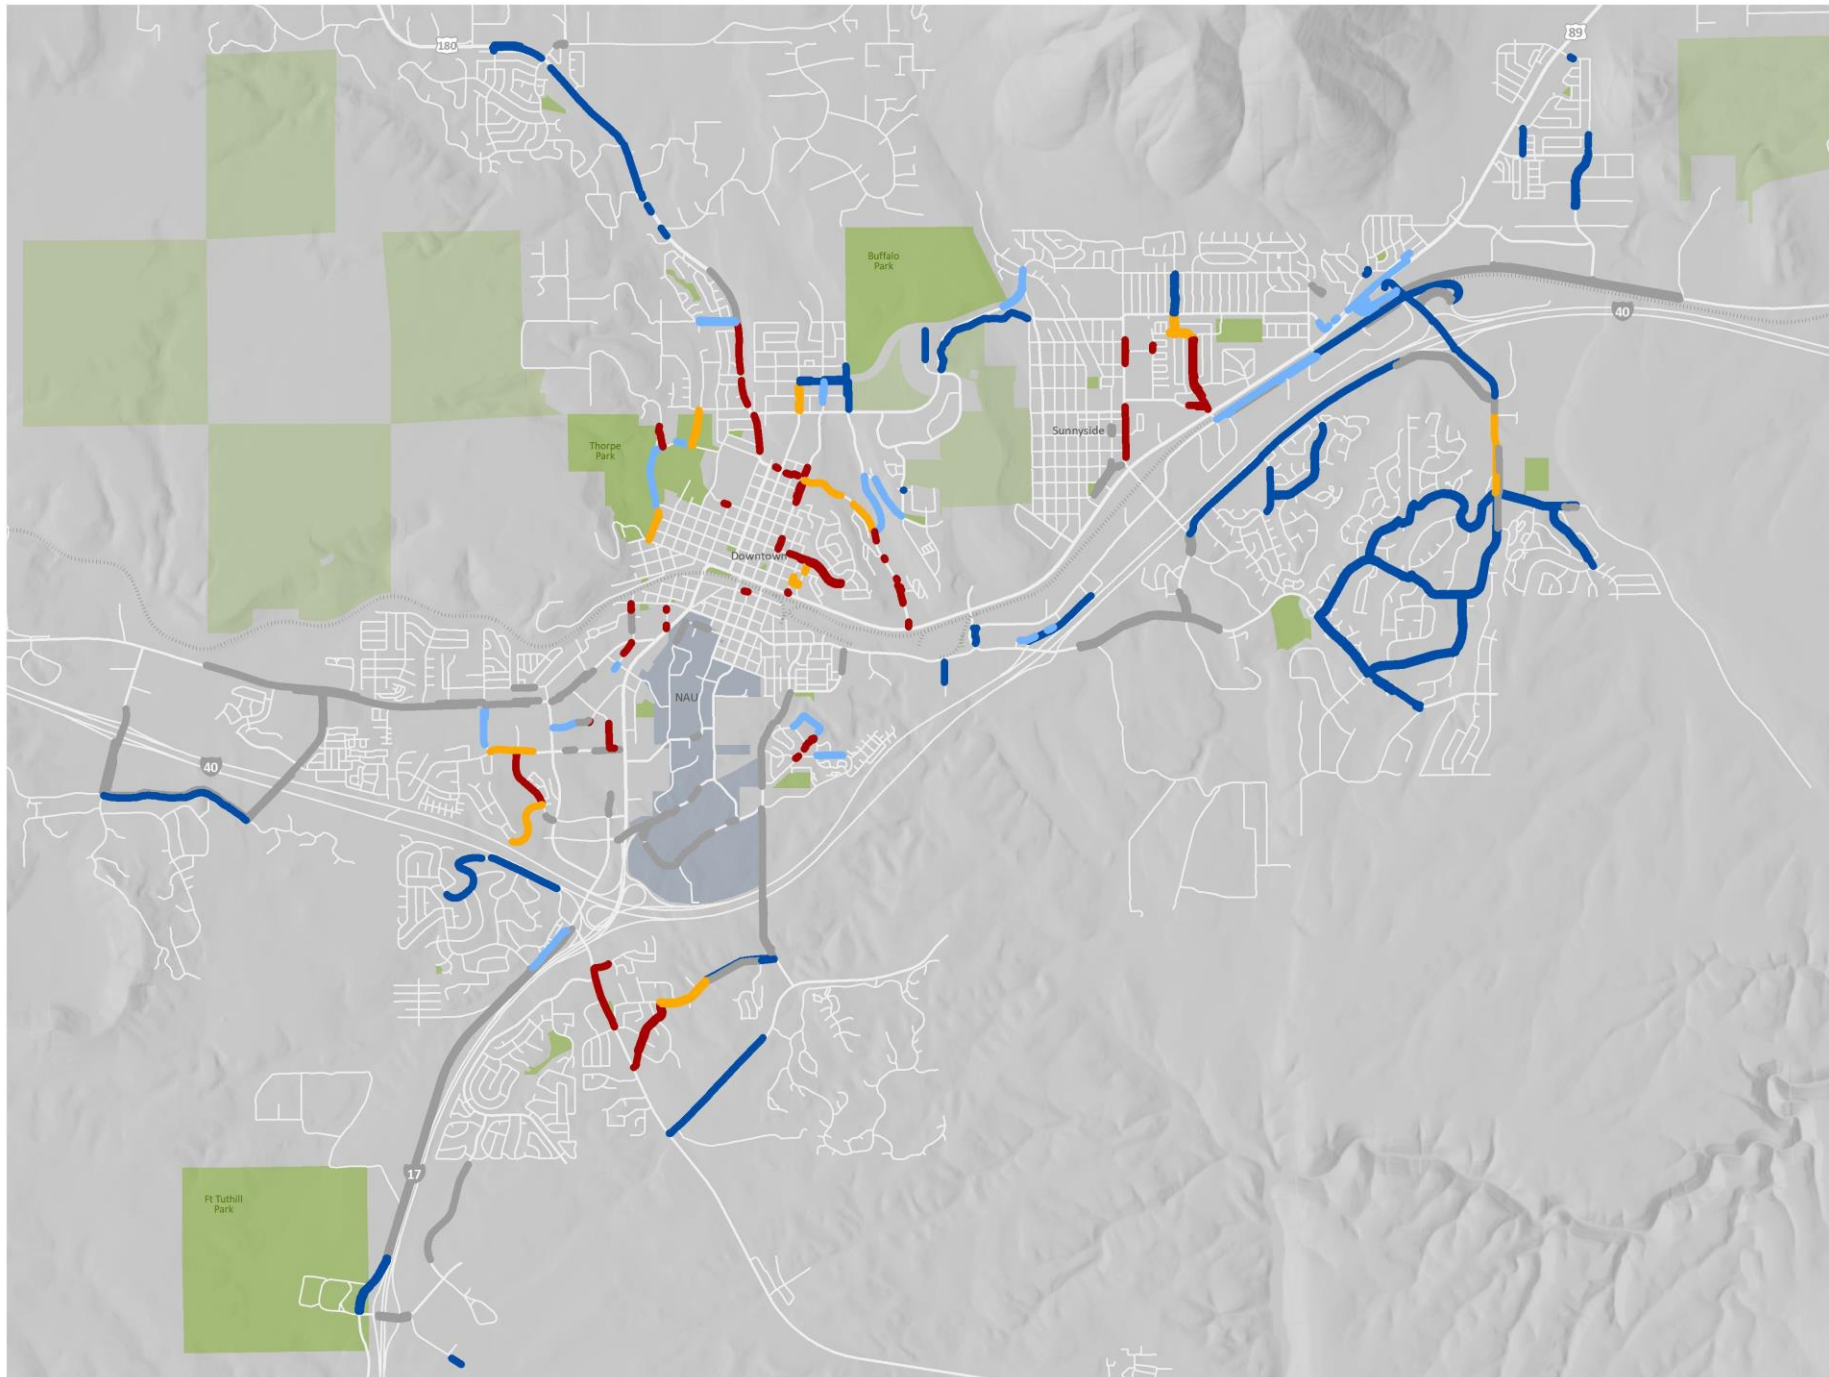 180
89
Buffalo
Park
40
Sunnyside
Thorpe
Park
Downtown
NAU
40
17
Ft Tuthill
Park